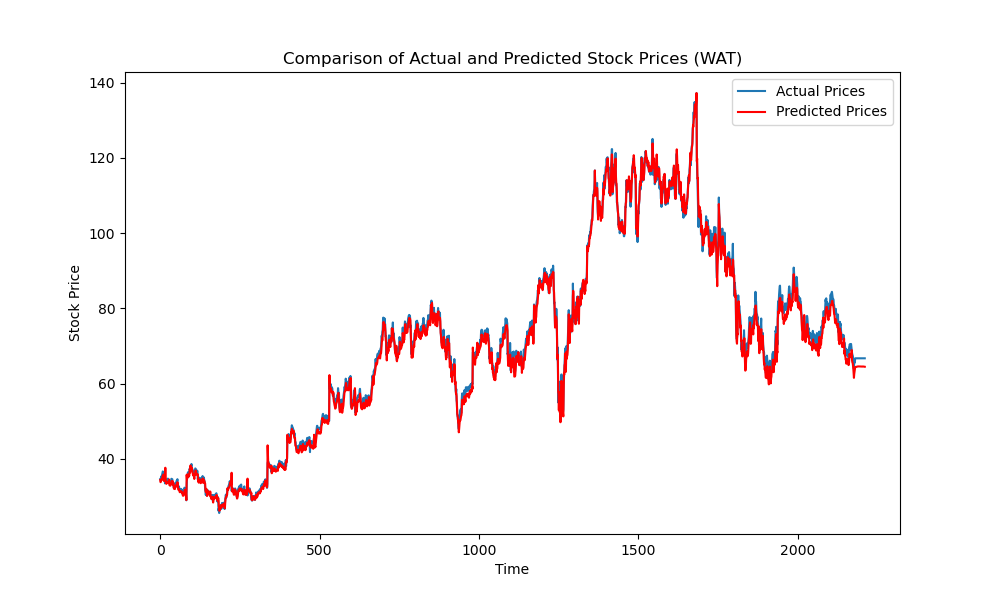 Comparison of Actual and Predicted Stock Prices (WAT)
Actual Prices
Predicted Prices
140
120
100
80
60
40
Stock Price
0
500
1000
1500
2000
Time